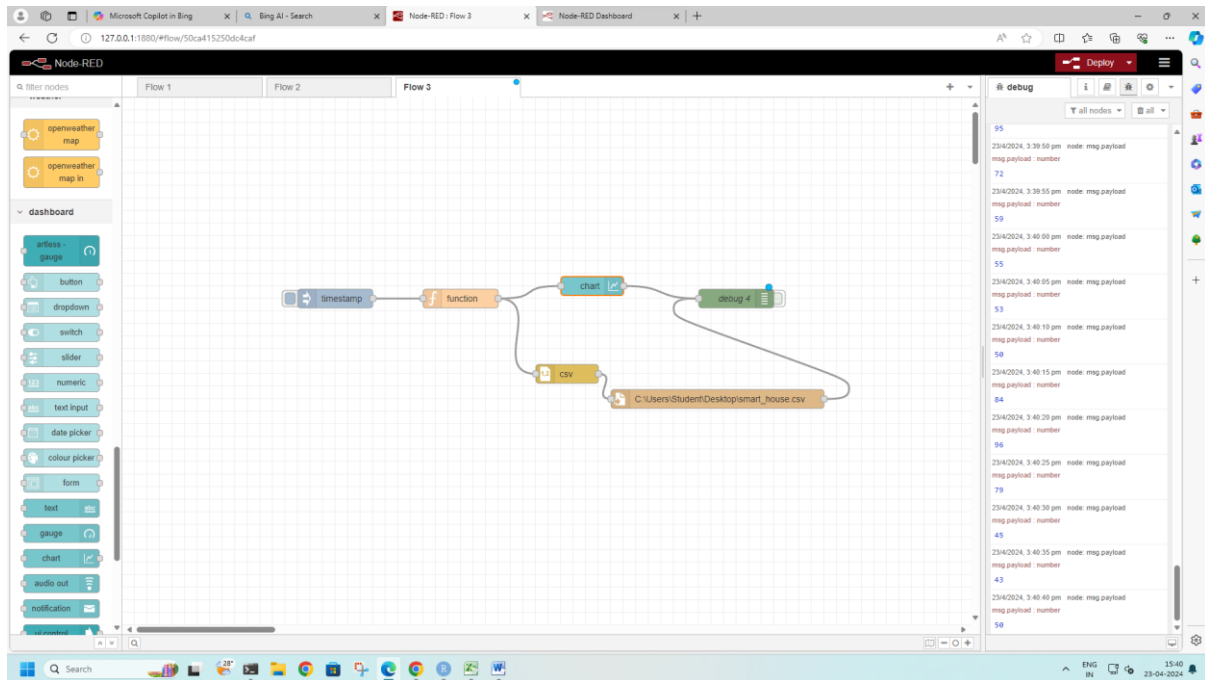 Microsoft Copilot in Bing
Bing AI - Search
Node-RED : Flow 3
Node-RED Dashboard
127.0.0.1:1880/#flow/50ca415250dc4caf
Node-RED
Deploy
filter nodes
Flow 1
Flow 2
Flow 3
debug
all nodes
all
weather
openweather
map
openweather
map in
dashboard
artless -
gauge
button
dropdown
switch
slider
numeric
text input
date picker
colour picker
form
text
gauge
chart
audio out
notification
ui control
timestamp
function
chart
debug 4
csv
C:\Users\Student\Desktop\smart_house.csv
95
23/4/2024, 3:39:50 pm node: msg.payload
msg.payload : number
72
23/4/2024, 3:39:55 pm node: msg.payload
msg.payload : number
59
23/4/2024, 3:40:00 pm node: msg.payload
msg.payload : number
55
23/4/2024, 3:40:05 pm node: msg.payload
msg.payload : number
53
23/4/2024, 3:40:10 pm node: msg.payload
msg.payload : number
50
23/4/2024, 3:40:15 pm node: msg.payload
msg.payload : number
84
23/4/2024, 3:40:20 pm node: msg.payload
msg.payload : number
96
23/4/2024, 3:40:25 pm node: msg.payload
msg.payload : number
79
23/4/2024, 3:40:30 pm node: msg.payload
msg.payload : number
45
23/4/2024, 3:40:35 pm node: msg.payload
msg.payload : number
43
23/4/2024, 3:40:40 pm node: msg.payload
msg.payload : number
50
Search
28°
ENG
IN
15:40
23-04-2024